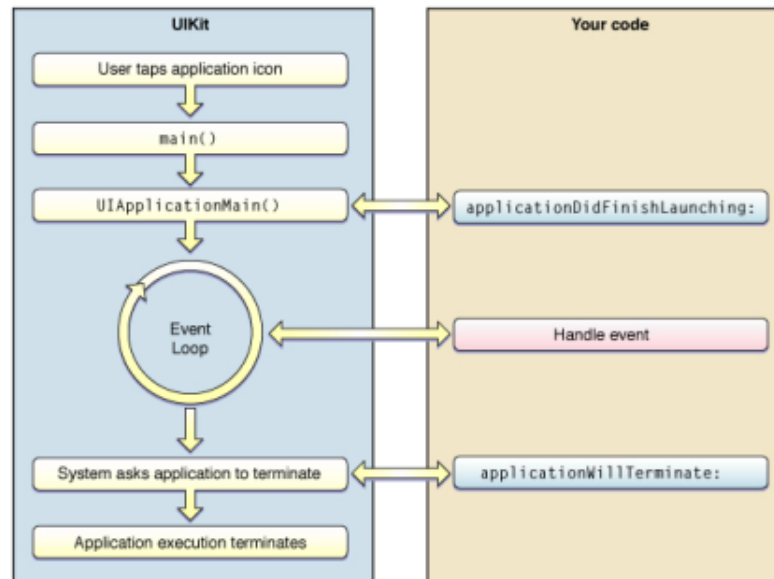 UIKit
Your code
User taps application icon
main()
UIApplicationMain()
applicationDidFinishLaunching:
Event
Loop
Handle event
System asks application to terminate
applicationWillTerminate:
Application execution terminates